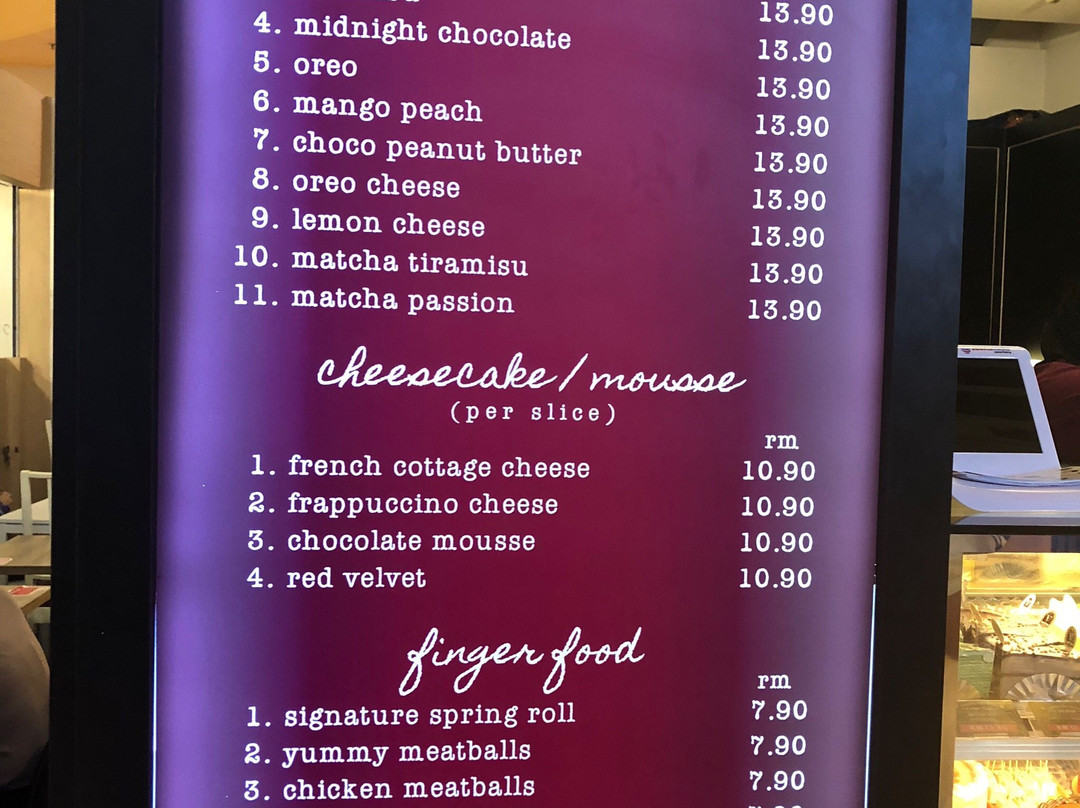 13.90
4. midnight chocolate 13.90
5. oreo 13.90
6. mango peach 13.90
7. choco peanut butter 13.90
8. oreo cheese 13.90
9. lemon cheese 13.90
10. matcha tiramisu 13.90
11. matcha passion 13.90
cheesecake/mousse
(per slice)
rm
1. french cottage cheese 10.90
2. frappuccino cheese 10.90
3. chocolate mousse 10.90
4. red velvet 10.90
finger food
rm
1. signature spring roll 7.90
2. yummy meatballs 7.90
3. chicken meatballs 7.90